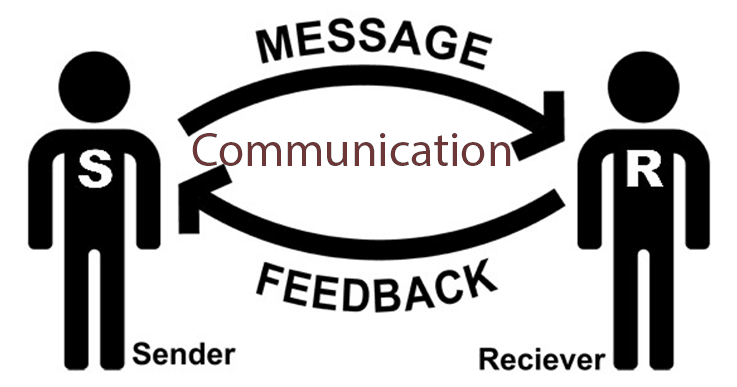 MESSAGE
Communication
S
R
FEEDBACK
Sender
Reciever